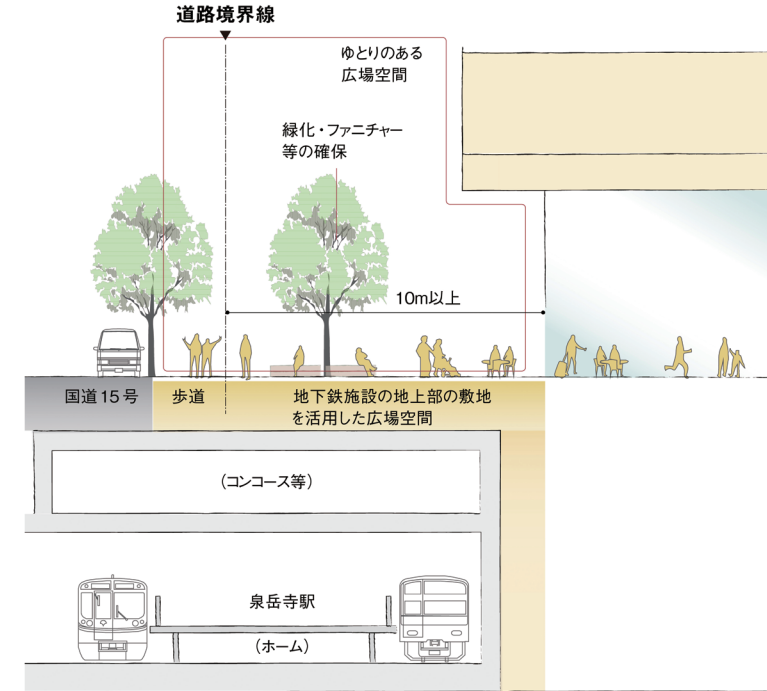 道路境界線
ゆとりのある
広場空間
緑化・ファニチャー
等の確保
10m以上
国道15号
歩道
地下鉄施設の地上部の敷地
を活用した広場空間
（コンコース等）
泉岳寺駅
（ホーム）